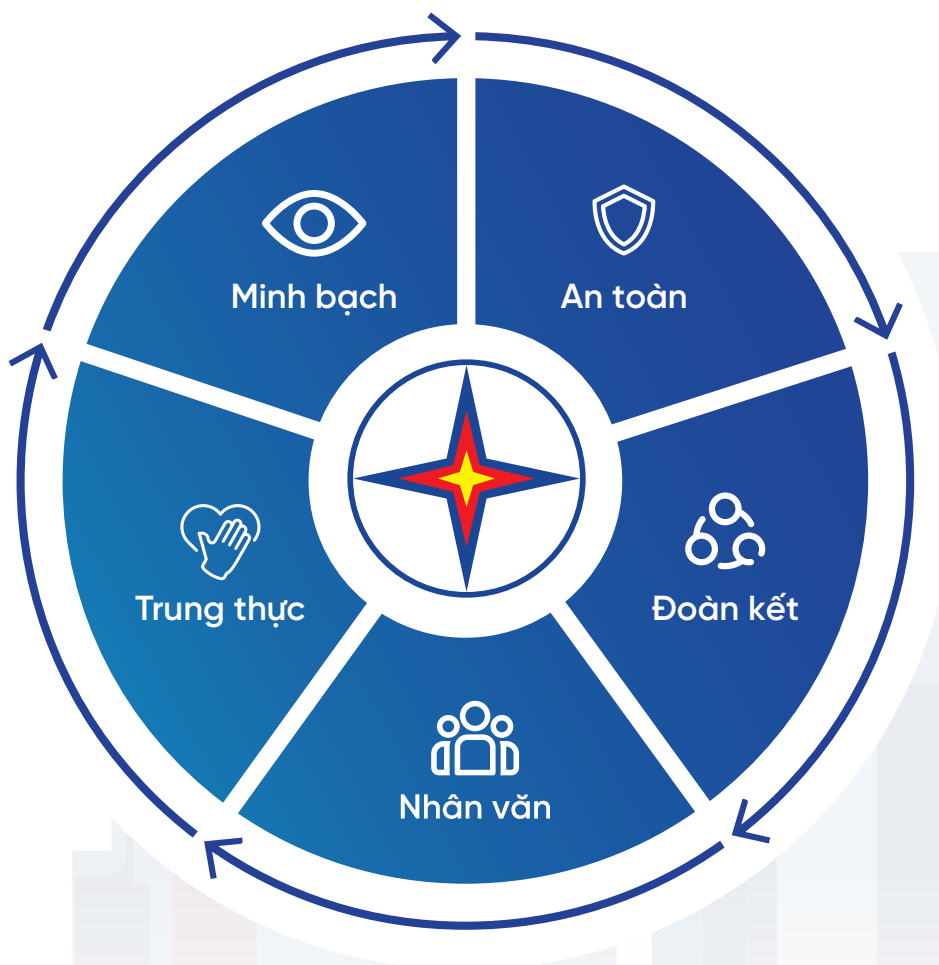 Minh bạch
An toàn
Trung thực
Đoàn kết
Nhân văn